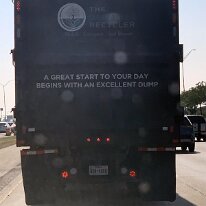 THE
RECYCLER
A GREAT START TO YOUR DAY
BEGINS WITH AN EXCELLENT DUMP